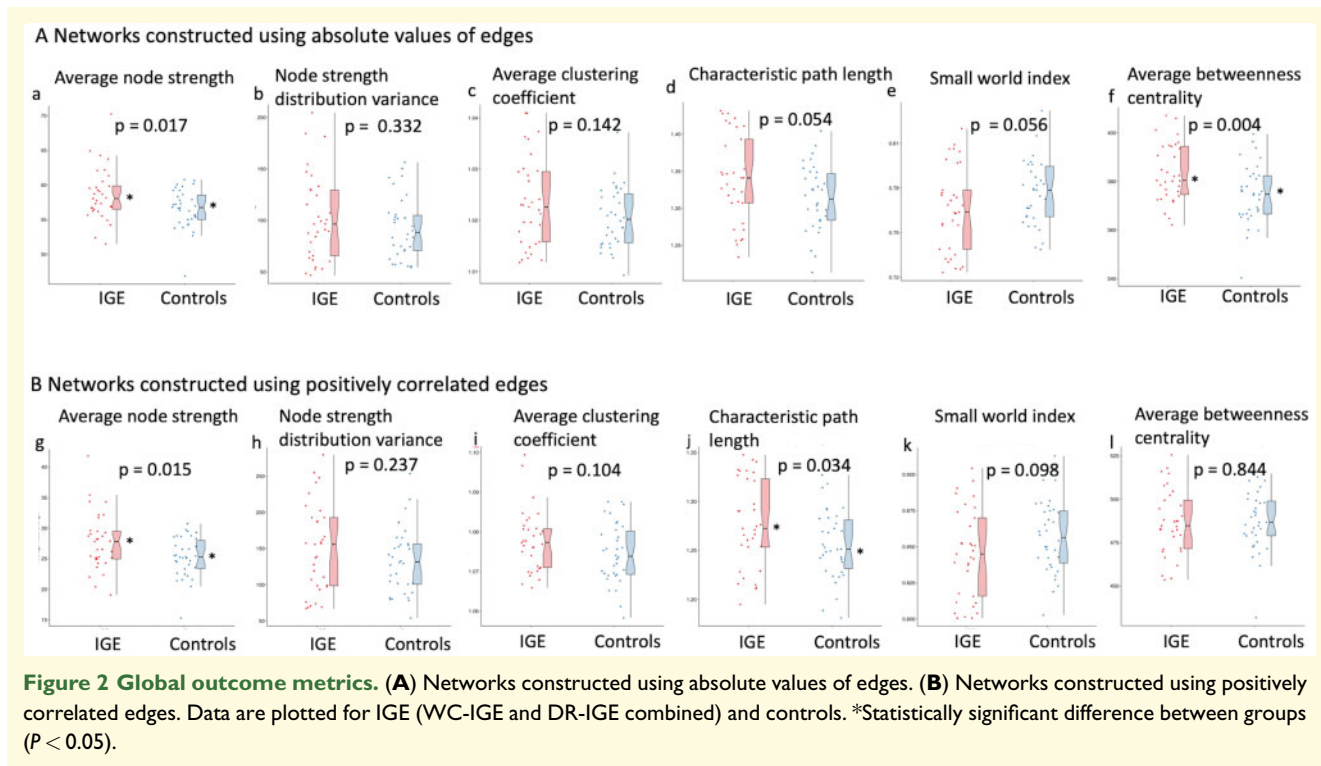 A Networks constructed using absolute values of edges
Average node strength
Node strength
distribution variance
Average clustering
coefficient
Characteristic path length
Small world index
Average betweenness
centrality
a
b
c
d
e
f
p = 0.017
p = 0.332
p = 0.142
p = 0.054
p = 0.056
p = 0.004
* *
* *
IGE Controls
IGE Controls
IGE Controls
IGE Controls
IGE Controls
IGE Controls
B Networks constructed using positively correlated edges
Average node strength
Node strength
distribution variance
Average clustering
coefficient
Characteristic path
length
Small world index
Average betweenness
centrality
g
h
i
j
k
l
p = 0.015
p = 0.237
p = 0.104
p = 0.034
p = 0.098
p = 0.844
* *
* *
IGE Controls
IGE Controls
IGE Controls
IGE Controls
IGE Controls
IGE Controls
Figure 2 Global outcome metrics. (A) Networks constructed using absolute values of edges. (B) Networks constructed using positively
correlated edges. Data are plotted for IGE (WC-IGE and DR-IGE combined) and controls. *Statistically significant difference between groups
(P < 0.05).